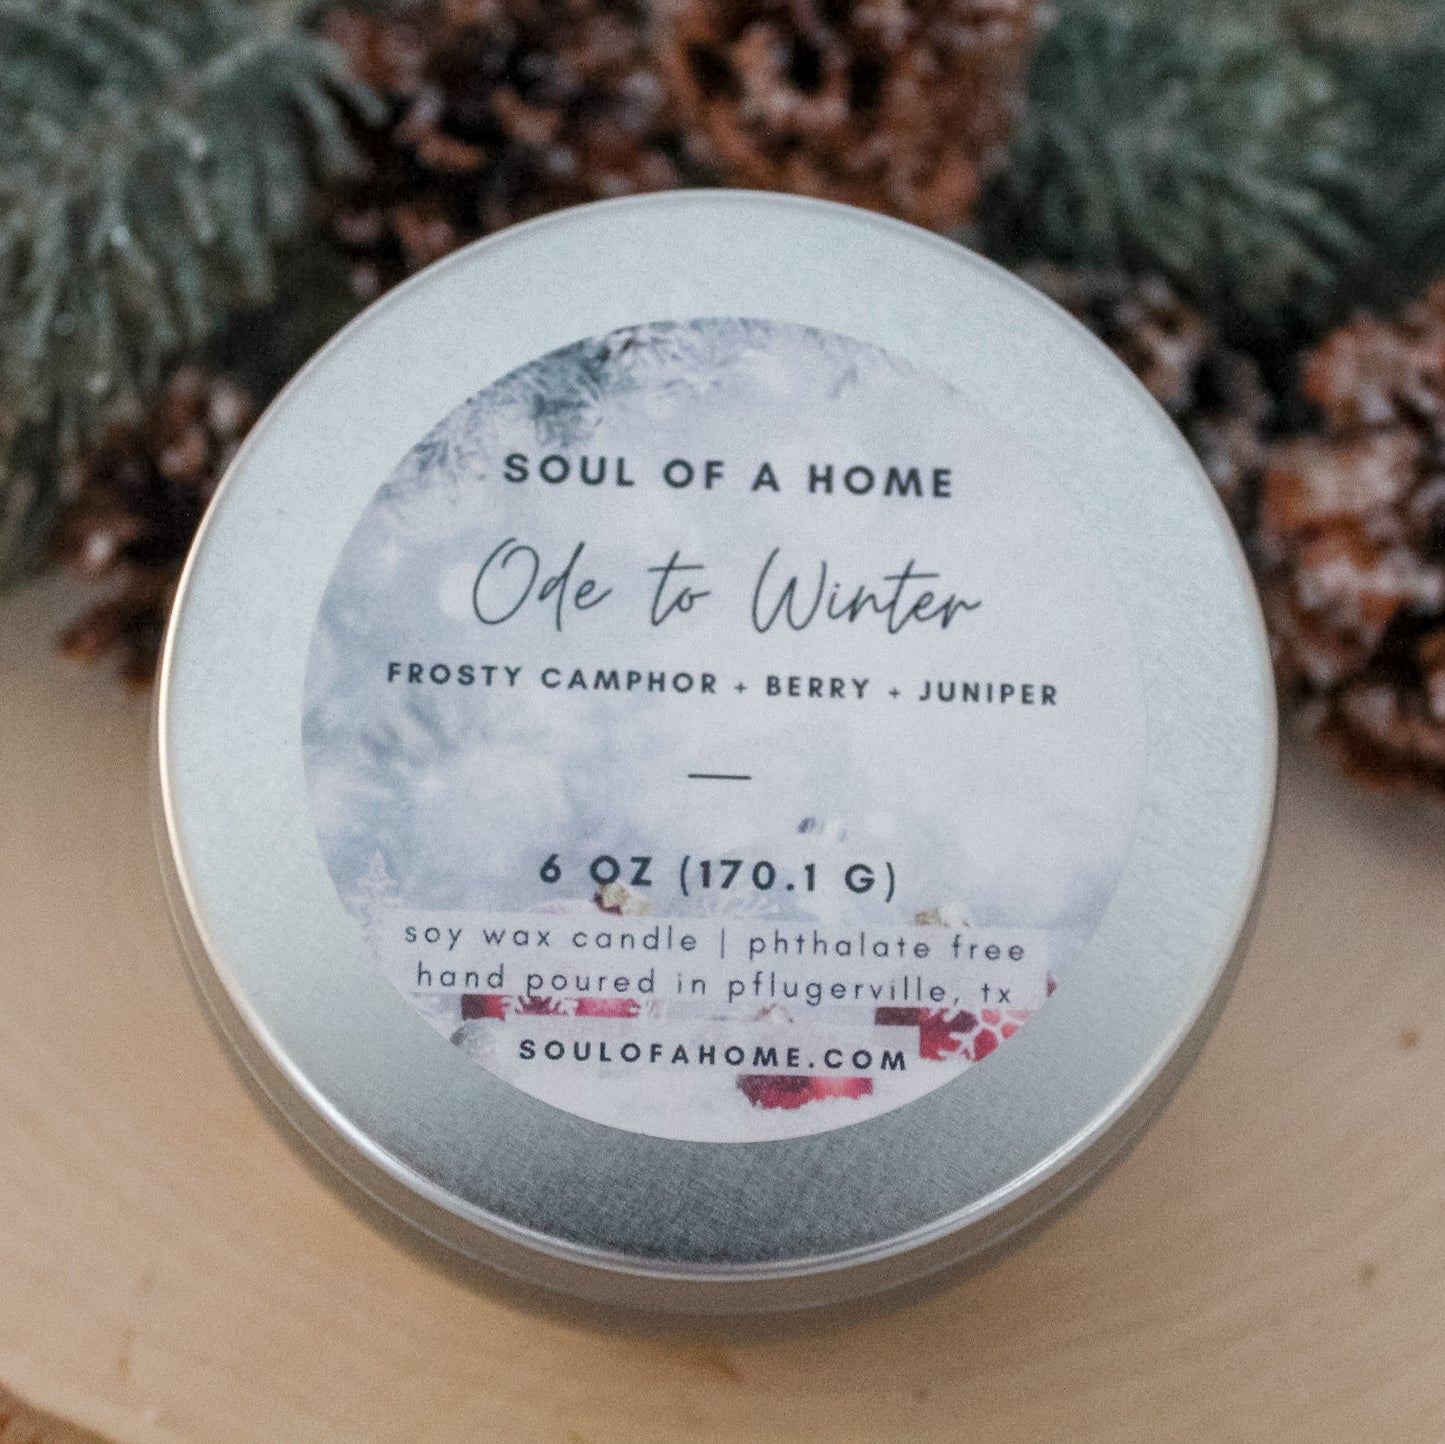 SOUL OF A HOME
Ode to Winter
FROSTY CAMPHOR + BERRY + JUNIPER
6 OZ (170.1 G)
soy wax candle | phthalate free
hand poured in pflugerville, tx
SOULOFAHOME.COM